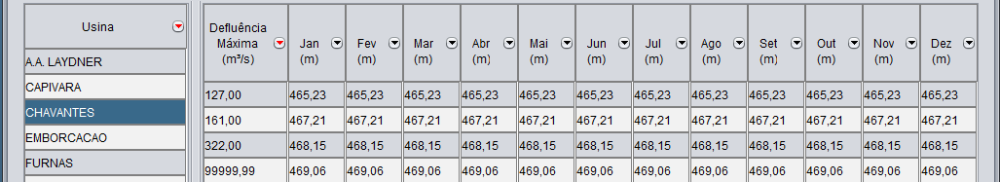 Usina
A.A. LAYDNER
CAPIVARA
CHAVANTES
EMBORCACAO
FURNAS
Defluência Máxima (m³/s) Jan (m) Fev (m) Mar (m) Abr (m) Mai (m) Jun (m) Jul (m) Ago (m) Set (m) Out (m) Nov (m) Dez (m)
127,00 465,23 465,23 465,23 465,23 465,23 465,23 465,23 465,23 465,23 465,23 465,23 465,23
161,00 467,21 467,21 467,21 467,21 467,21 467,21 467,21 467,21 467,21 467,21 467,21 467,21
322,00 468,15 468,15 468,15 468,15 468,15 468,15 468,15 468,15 468,15 468,15 468,15 468,15
99999,99 469,06 469,06 469,06 469,06 469,06 469,06 469,06 469,06 469,06 469,06 469,06 469,06